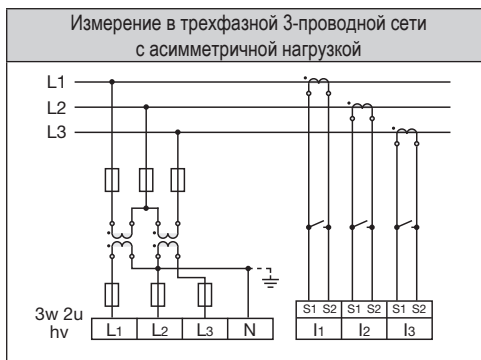 Измерение в трехфазной 3-проводной сети
с асимметричной нагрузкой
L1
L2
L3
3w 2u
hv
L1 L2 L3 N
S1 S2 S1 S2 S1 S2
I1 I2 I3